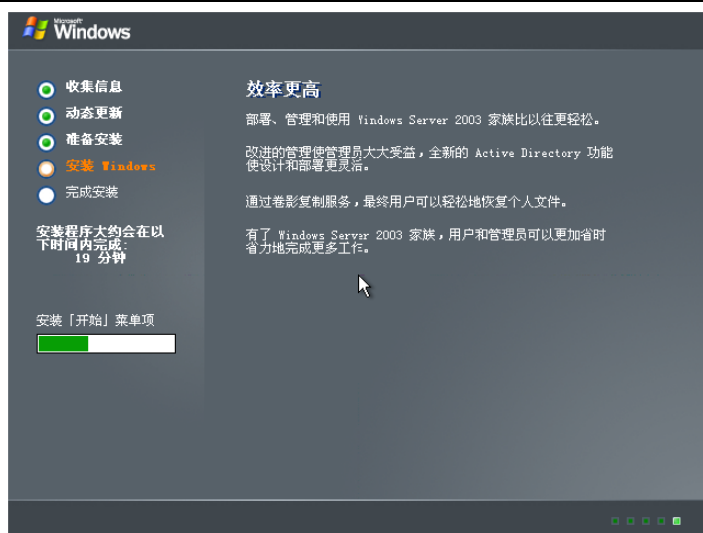 Microsoft
Windows
收集信息
动态更新
准备安装
安装 Windows
完成安装
安装程序大约会在以
下时间内完成:
19 分钟
安装「开始」菜单项
效率更高
部署、管理和使用 Windows Server 2003 家族比以往更轻松。
改进的管理使管理员大大受益，全新的 Active Directory 功能
使设计和部署更灵活。
通过卷影复制服务，最终用户可以轻松地恢复个人文件。
有了 Windows Server 2003 家族，用户和管理员可以更加省时
省力地完成更多工作。